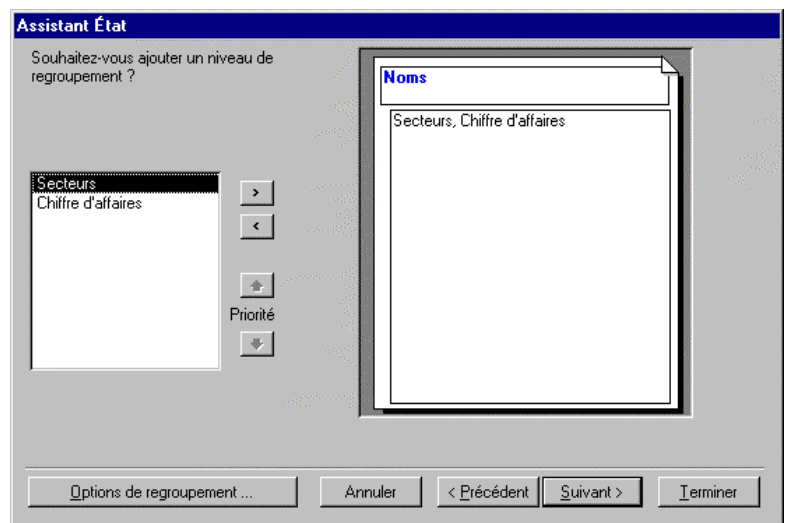 Assistant État
Souhaitez-vous ajouter un niveau de
regroupement ?
Noms
Secteurs, Chiffre d'affaires
Secteurs
Chiffre d'affaires
>
<
Priorité
Options de regroupement ...
Annuler
< Précédent
Suivant >
Terminer